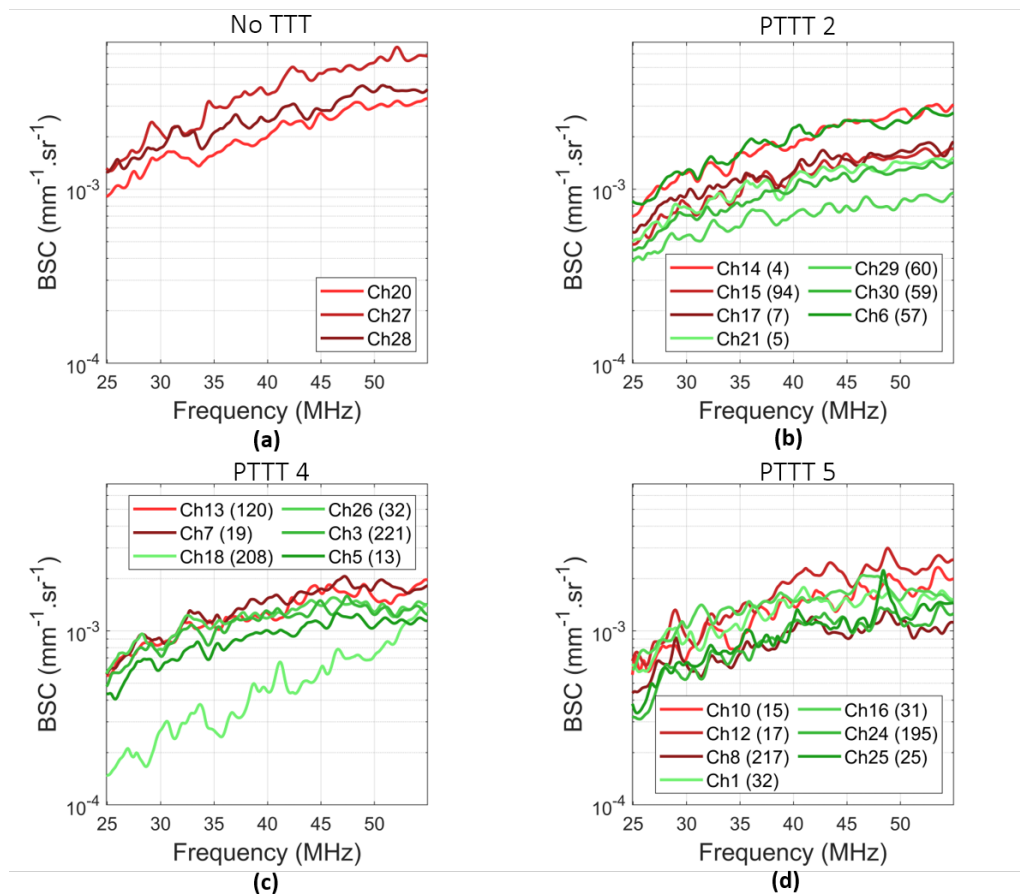 No TTT
BSC (mm⁻¹.sr⁻¹)
10⁻³
10⁻⁴
Ch20
Ch27
Ch28
25 30 35 40 45 50
Frequency (MHz)
(a)
PTTT 2
BSC (mm⁻¹.sr⁻¹)
10⁻³
10⁻⁴
Ch14 (4) Ch29 (60)
Ch15 (94) Ch30 (59)
Ch17 (7) Ch6 (57)
Ch21 (5)
25 30 35 40 45 50
Frequency (MHz)
(b)
PTTT 4
BSC (mm⁻¹.sr⁻¹)
10⁻³
10⁻⁴
Ch13 (120) Ch26 (32)
Ch7 (19) Ch3 (221)
Ch18 (208) Ch5 (13)
25 30 35 40 45 50
Frequency (MHz)
(c)
PTTT 5
BSC (mm⁻¹.sr⁻¹)
10⁻³
10⁻⁴
Ch10 (15) Ch16 (31)
Ch12 (17) Ch24 (195)
Ch8 (217) Ch25 (25)
Ch1 (32)
25 30 35 40 45 50
Frequency (MHz)
(d)